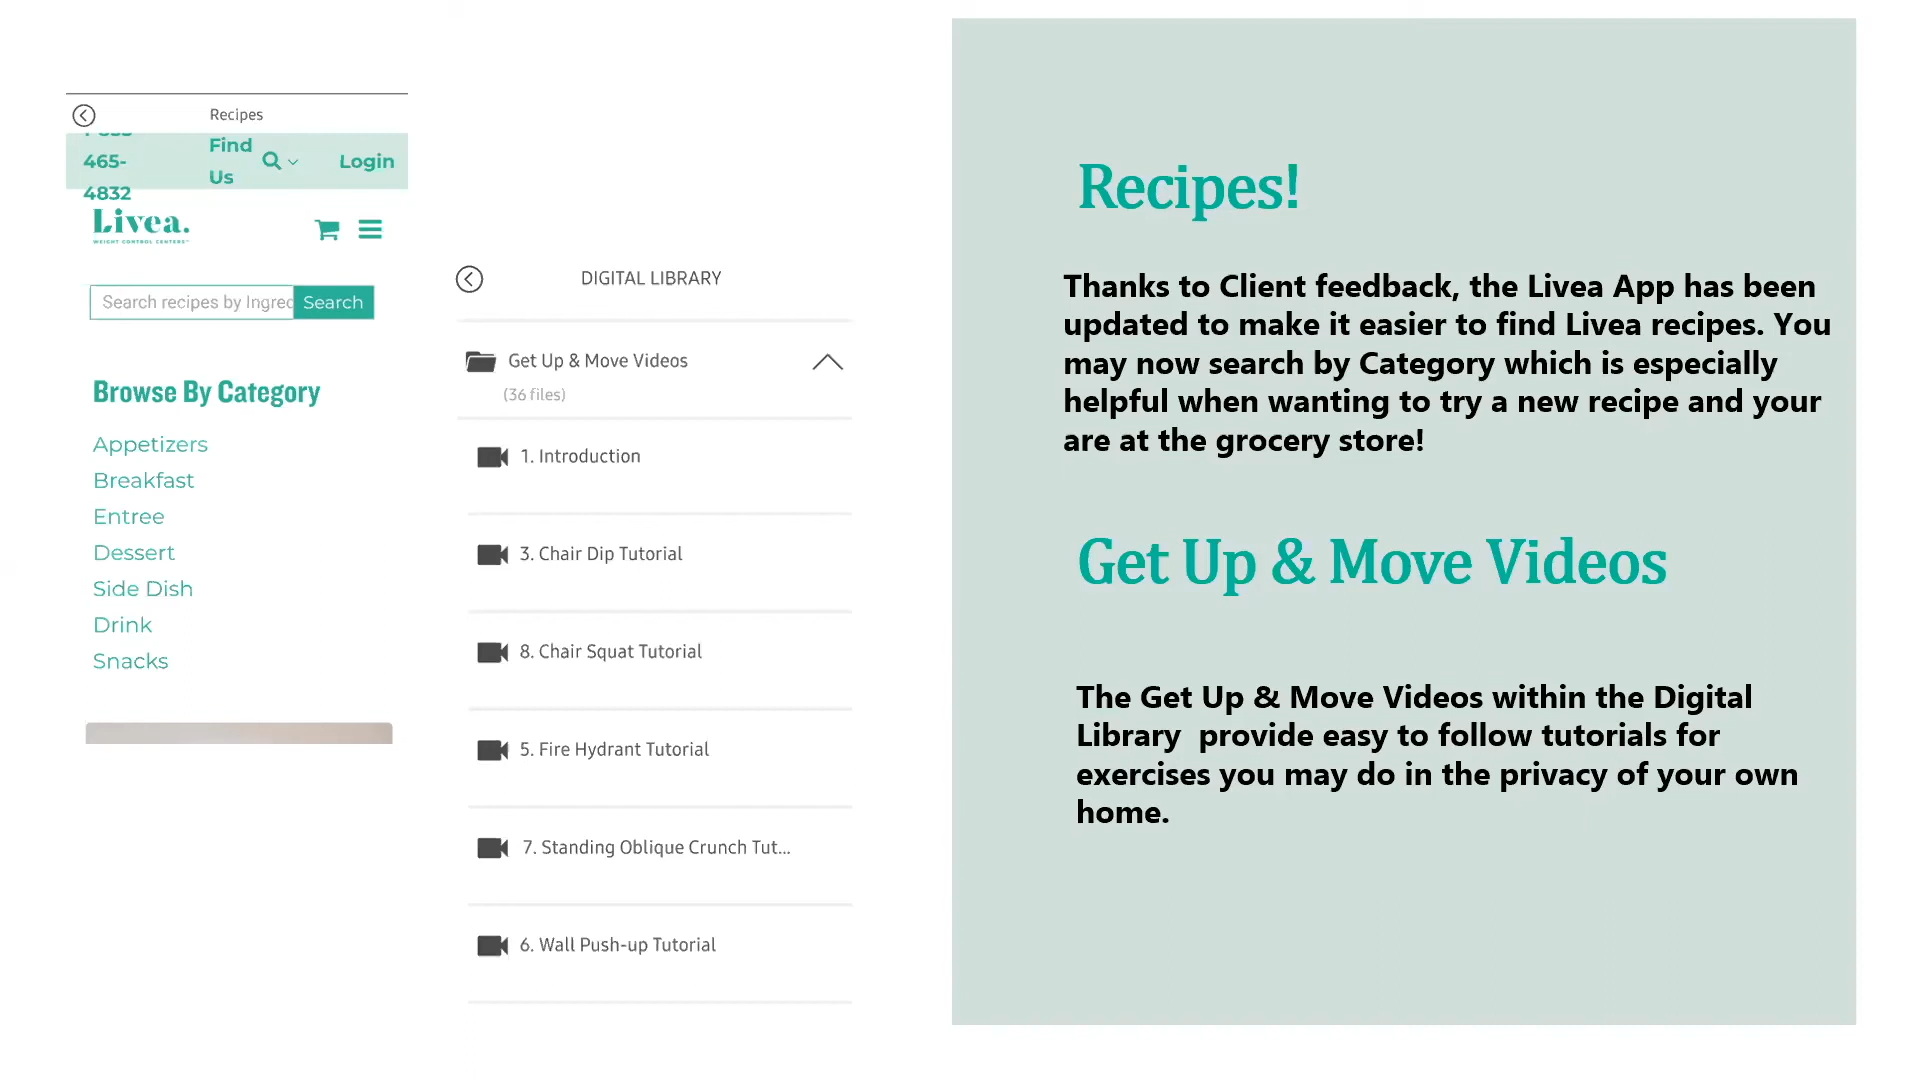 Recipes
465-
4832
Find
Us
Login
Livea.
WEIGHT CONTROL CENTERS™
Search recipes by Ingrec
Search
Browse By Category
Appetizers
Breakfast
Entree
Dessert
Side Dish
Drink
Snacks
DIGITAL LIBRARY
Get Up & Move Videos
(36 files)
1. Introduction
3. Chair Dip Tutorial
8. Chair Squat Tutorial
5. Fire Hydrant Tutorial
7. Standing Oblique Crunch Tut...
6. Wall Push-up Tutorial
Recipes!
Thanks to Client feedback, the Livea App has been
updated to make it easier to find Livea recipes. You
may now search by Category which is especially
helpful when wanting to try a new recipe and your
are at the grocery store!
Get Up & Move Videos
The Get Up & Move Videos within the Digital
Library  provide easy to follow tutorials for
exercises you may do in the privacy of your own
home.